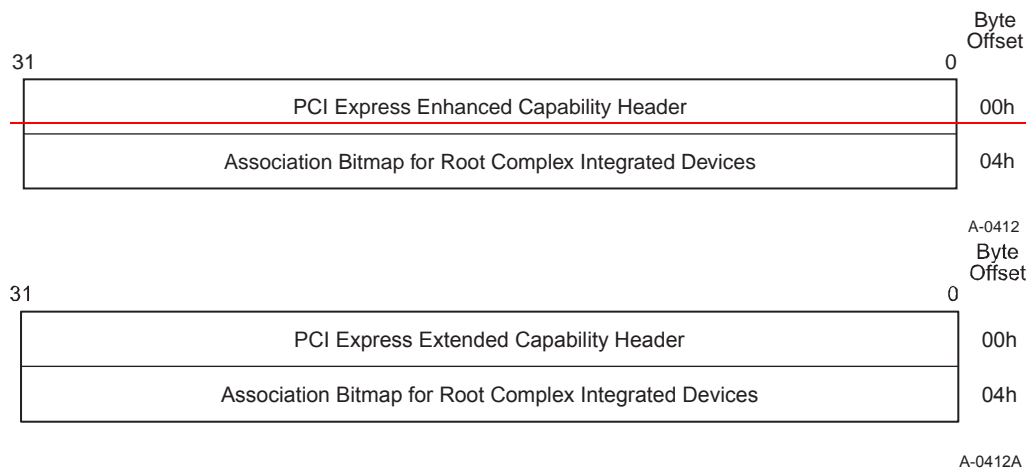 Byte
Offset
31 0
PCI Express Enhanced Capability Header 00h
Association Bitmap for Root Complex Integrated Devices 04h
A-0412
Byte
Offset
31 0
PCI Express Extended Capability Header 00h
Association Bitmap for Root Complex Integrated Devices 04h
A-0412A